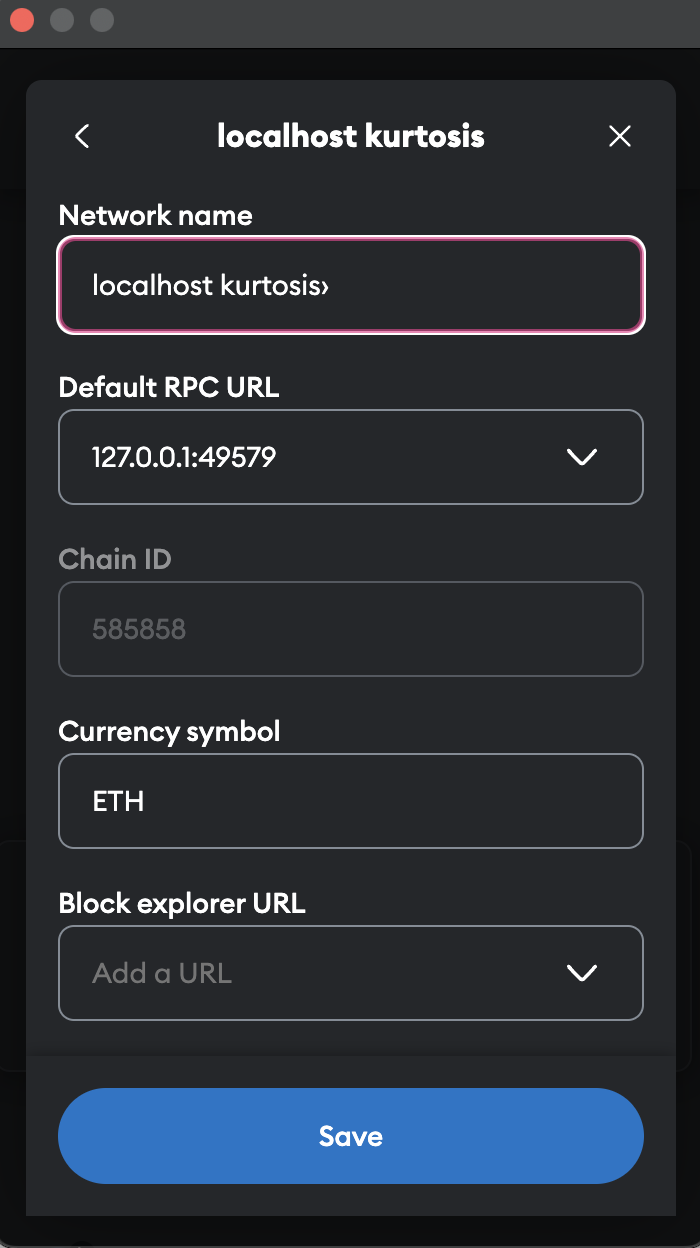 localhost kurtosis
Network name
localhost kurtosis›
Default RPC URL
127.0.0.1:49579
Chain ID
585858
Currency symbol
ETH
Block explorer URL
Add a URL
Save